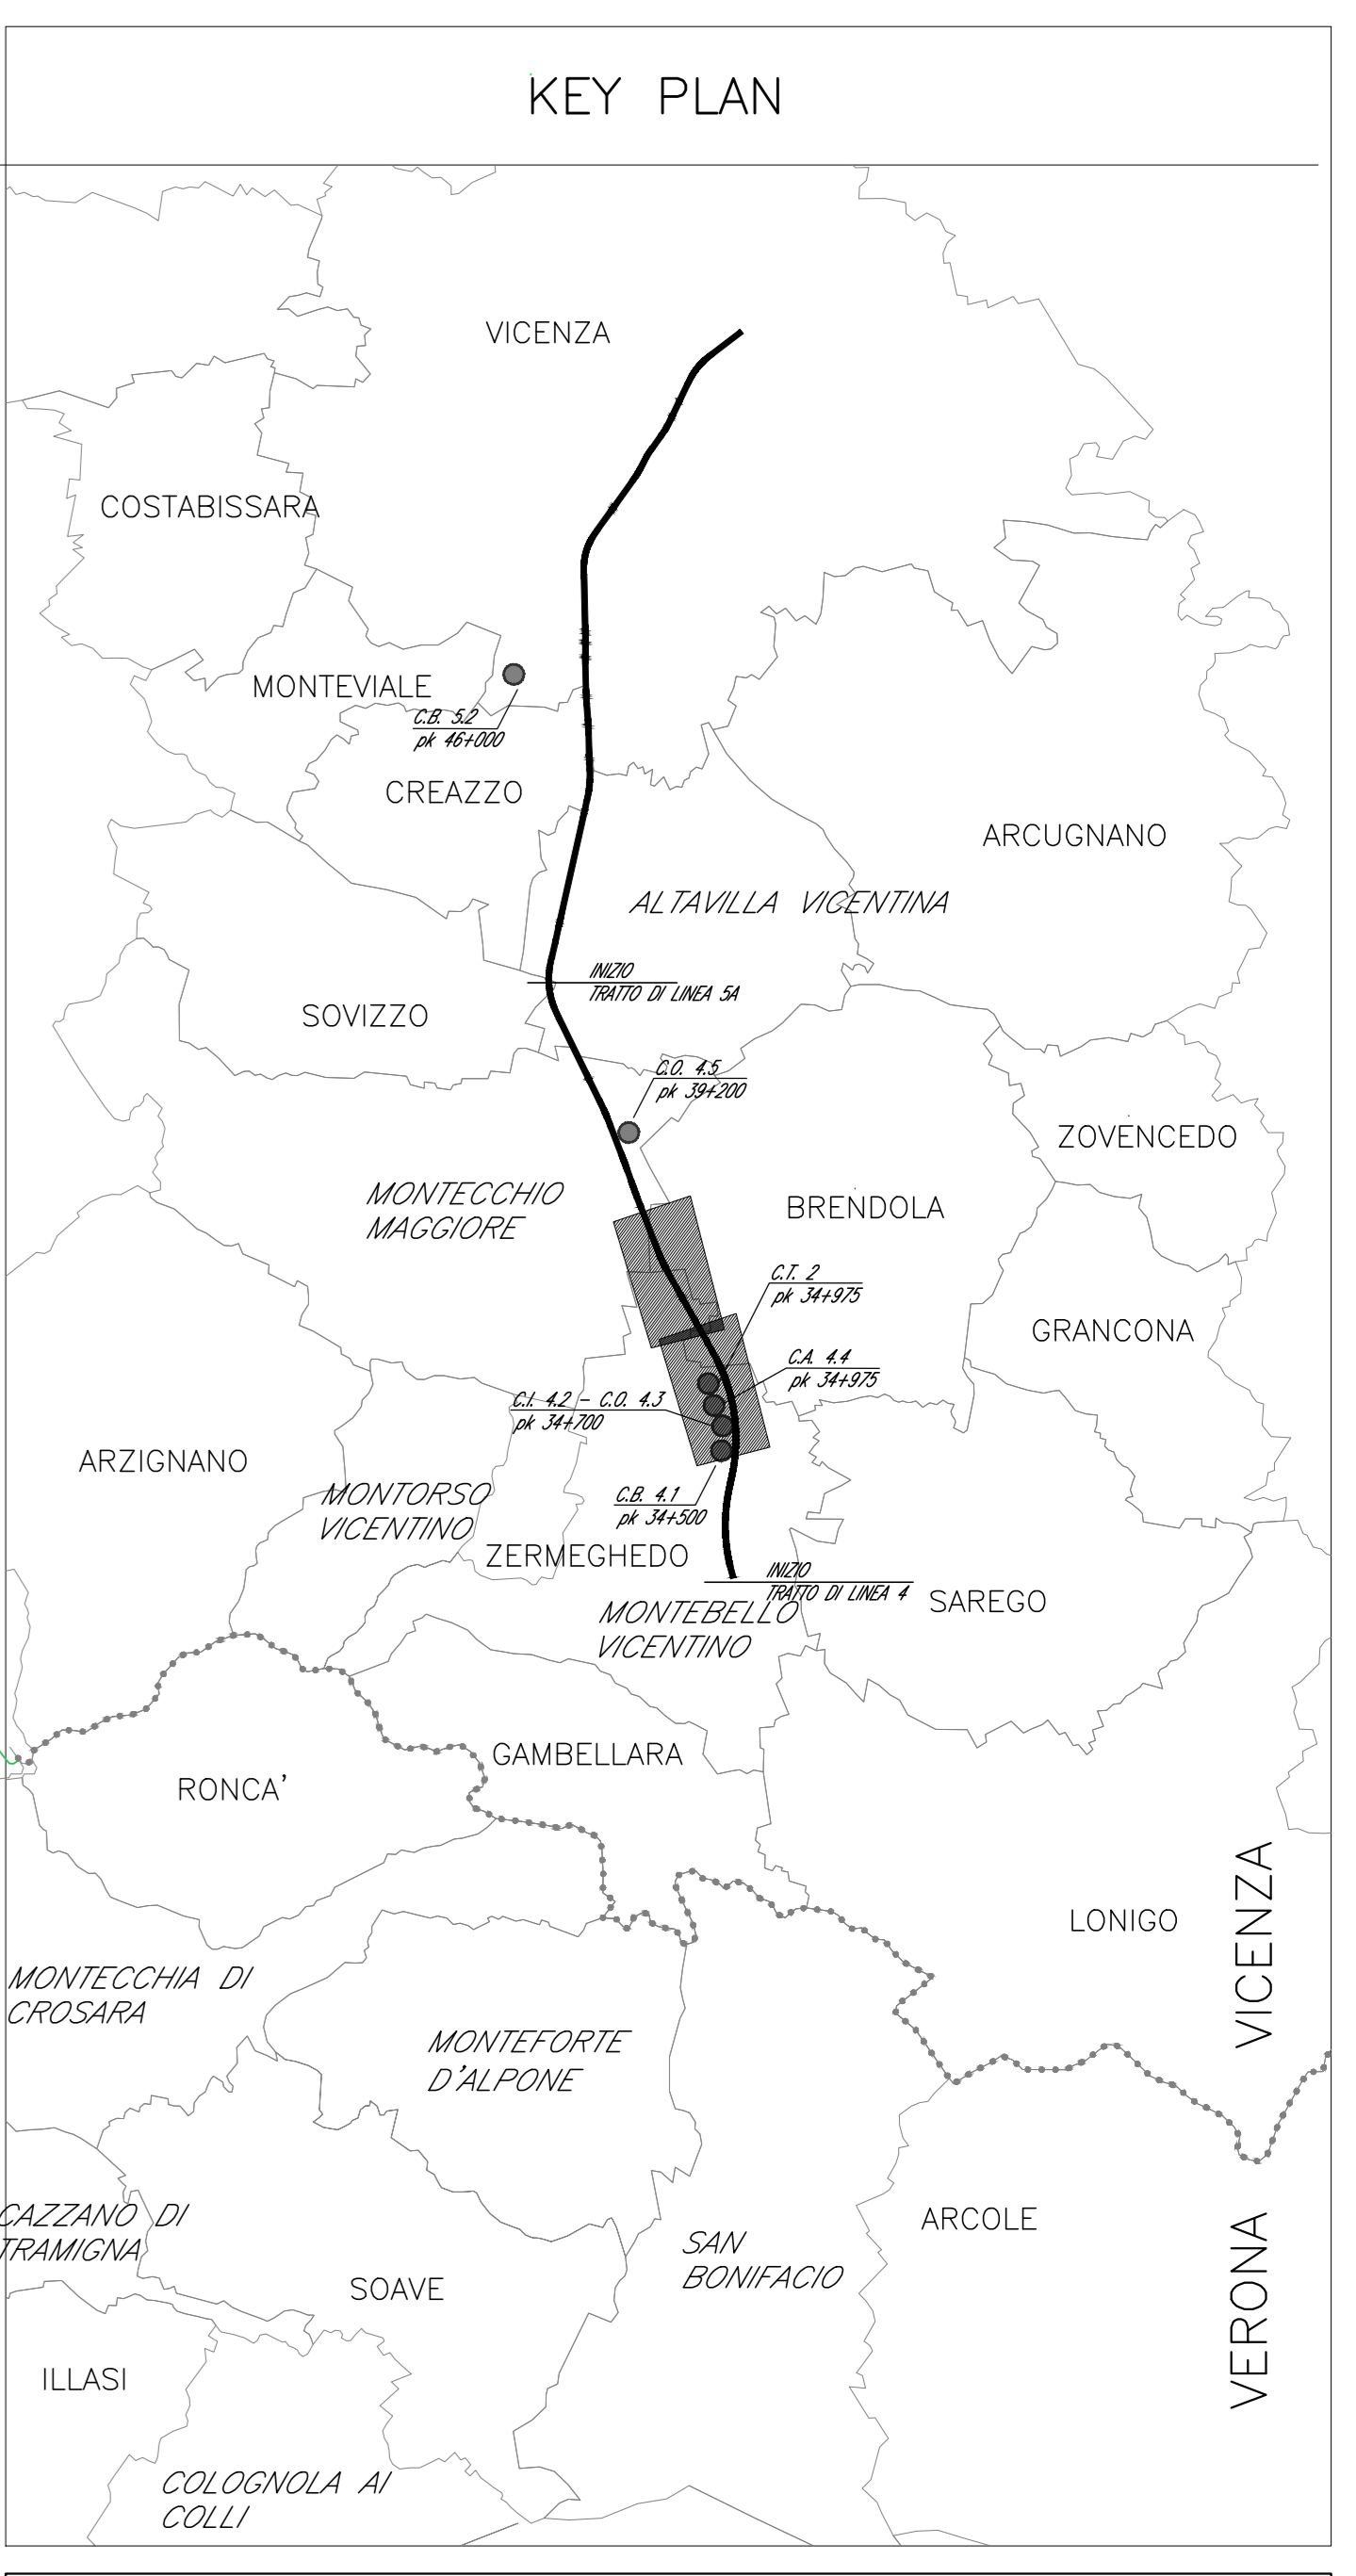 KEY PLAN
VICENZA
COSTABISSARA
MONTEVIALE
C.B. 5.2
pk 46+000
CREAZZO
ARCUGNANO
ALTAVILLA VICENTINA
INIZIO
TRATTO DI LINEA 5A
SOVIZZO
C.O. 4.5
pk 39+200
ZOVENCEDO
MONTECCHIO
MAGGIORE
BRENDOLA
C.T. 2
pk 34+975
GRANCONA
C.A. 4.4
pk 34+975
C.I. 4.2 - C.O. 4.3
pk 34+700
ARZIGNANO
MONTORSO
VICENTINO
C.B. 4.1
pk 34+500
ZERMEGHEDO
INIZIO
TRATTO DI LINEA 4
SAREGO
MONTEBELLO
VICENTINO
GAMBELLARA
RONCA'
LONIGO
VICENZA
MONTECCHIA DI
CROSARA
MONTEFORTE
D'ALPONE
CAZZANO DI
TRAMIGNA
ARCOLE
SAN
BONIFACIO
SOAVE
VERONA
ILLASI
COLOGNOLA AI
COLLI